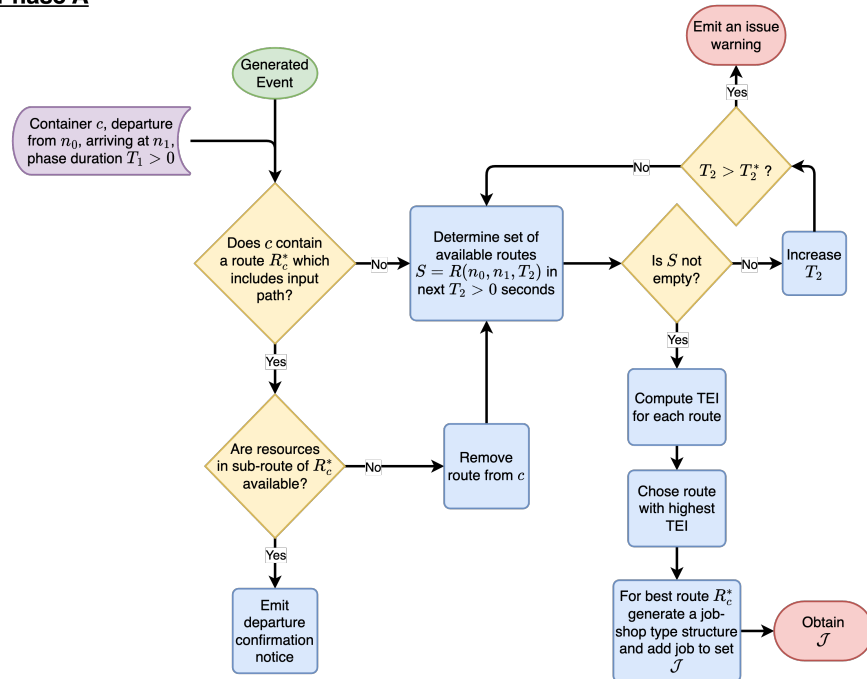 Phase A
Emit an issue
warning
Generated
Event
Yes
Container c, departure
from n₀, arriving at n₁,
phase duration T₁ > 0
T₂ > T₂* ?
No
Does c contain
a route R_c* which
includes input
path?
No
Determine set of
available routes
S = R(n₀, n₁, T₂) in
next T₂ > 0 seconds
Is S not
empty?
No
Increase
T₂
Yes
Yes
Compute TEI
for each route
Are resources
in sub-route of R_c*
available?
No
Remove
route from c
Chose route
with highest
TEI
Yes
Emit
departure
confirmation
notice
For best route R_c*
generate a job-
shop type structure
and add job to set
𝒥
Obtain
𝒥